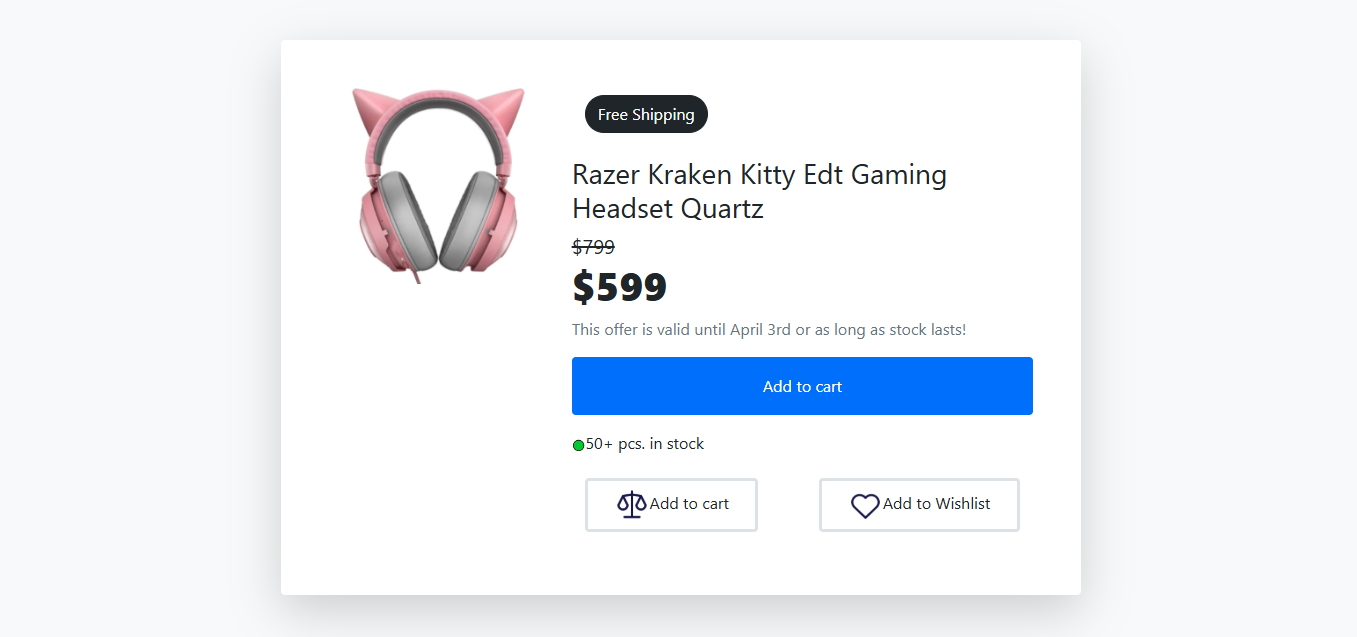 Free Shipping
Razer Kraken Kitty Edt Gaming
Headset Quartz
$799
$599
This offer is valid until April 3rd or as long as stock lasts!
Add to cart
50+ pcs. in stock
Add to cart
Add to Wishlist